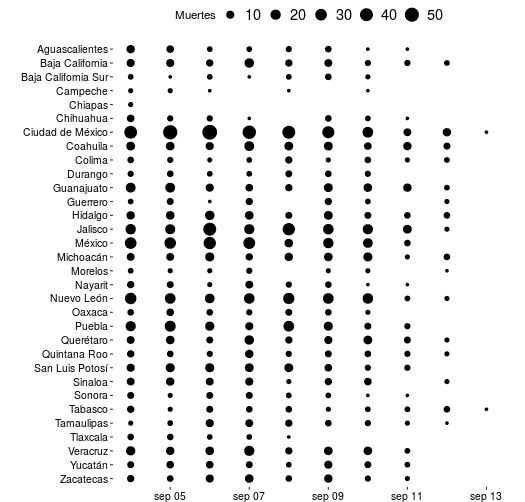 Muertes 10 20 30 40 50
Aguascalientes
Baja California
Baja California Sur
Campeche
Chiapas
Chihuahua
Ciudad de México
Coahuila
Colima
Durango
Guanajuato
Guerrero
Hidalgo
Jalisco
México
Michoacán
Morelos
Nayarit
Nuevo León
Oaxaca
Puebla
Querétaro
Quintana Roo
San Luis Potosí
Sinaloa
Sonora
Tabasco
Tamaulipas
Tlaxcala
Veracruz
Yucatán
Zacatecas
sep 05 sep 07 sep 09 sep 11 sep 13